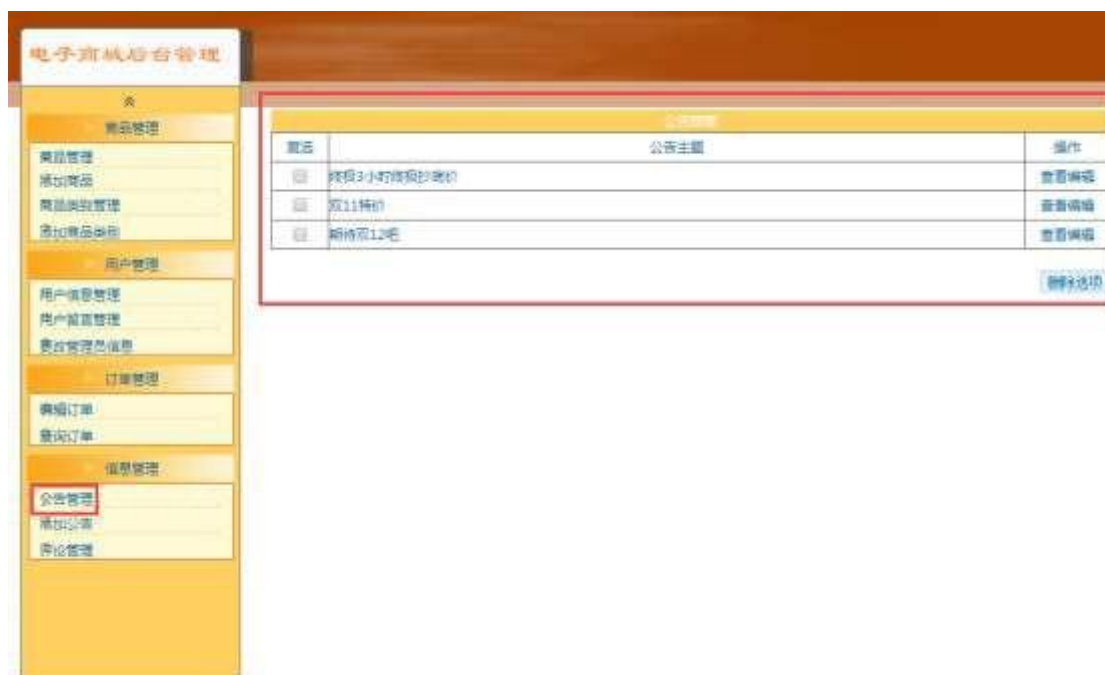 电子商城后台管理
商品管理
商品管理
添加商品
商品类别管理
添加商品类别
用户管理
用户信息管理
用户留言管理
更改管理员信息
订单管理
编辑订单
查询订单
信息管理
公告管理
添加公告
评论管理
公告管理
复选 公告主题 操作
终极3小时终极抄底价 查看编辑
双11特价 查看编辑
期待双12吧 查看编辑
删除选项